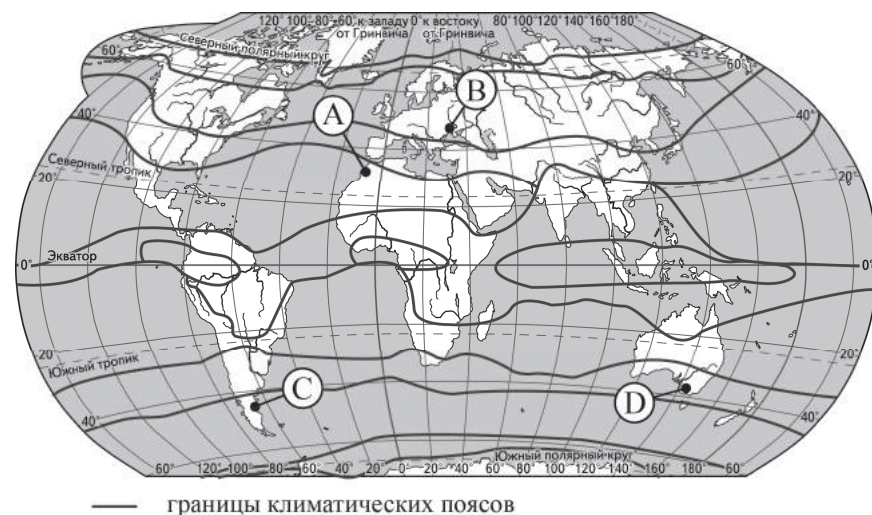 120° 100° 80° 60° к западу 0° к востоку 80° 100° 120° 140° 160° 180°
от Гринвича от Гринвича
Северный полярный круг
60° 60°
A
B
40° 40°
Северный тропик
20° 20°
Экватор
0° 0°
20° 20°
Южный тропик
C
D
40° 40°
Южный полярный круг
60° 120° 100° 80° 60° 40° 20° 0° 20° 40° 60° 80° 100° 120° 140° 160° 180° 60°
границы климатических поясов